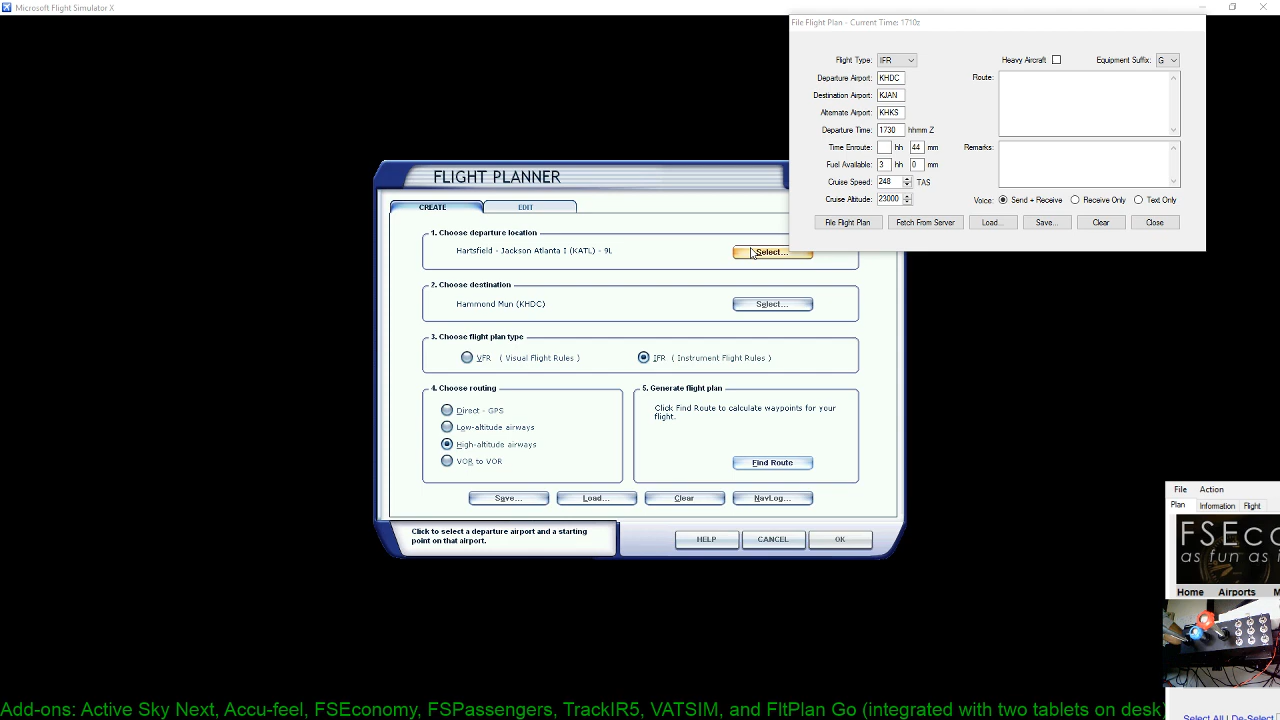 Microsoft Flight Simulator X
File Flight Plan - Current Time: 1710z
Flight Type: IFR
Heavy Aircraft
Equipment Suffix: G
Departure Airport: KHDC
Route:
Destination Airport: KJAN
Alternate Airport: KHKS
Departure Time: 1730 hhmm Z
Time Enroute: hh 44 mm
Remarks:
Fuel Available: 3 hh 0 mm
Cruise Speed: 248 TAS
Cruise Altitude: 23000
Voice: Send + Receive Receive Only Text Only
File Flight Plan Fetch From Server Load... Save... Clear Close
FLIGHT PLANNER
CREATE EDIT
1. Choose departure location
Hartsfield - Jackson Atlanta I (KATL) - 9L
Select...
2. Choose destination
Hammond Mun (KHDC)
Select...
3. Choose flight plan type
VFR ( Visual Flight Rules )
IFR ( Instrument Flight Rules )
4. Choose routing
Direct - GPS
Low-altitude airways
High-altitude airways
VOR to VOR
5. Generate flight plan
Click Find Route to calculate waypoints for your
flight.
Find Route
Save... Load... Clear NavLog...
Click to select a departure airport and a starting
point on that airport.
HELP CANCEL OK
File Action
Plan Information Flight
FSEco
as fun as i
Home Airports M
Select All | De-Select
Add-ons: Active Sky Next, Accu-feel, FSEconomy, FSPassengers, TrackIR5, VATSIM, and FltPlan Go (integrated with two tablets on desk)